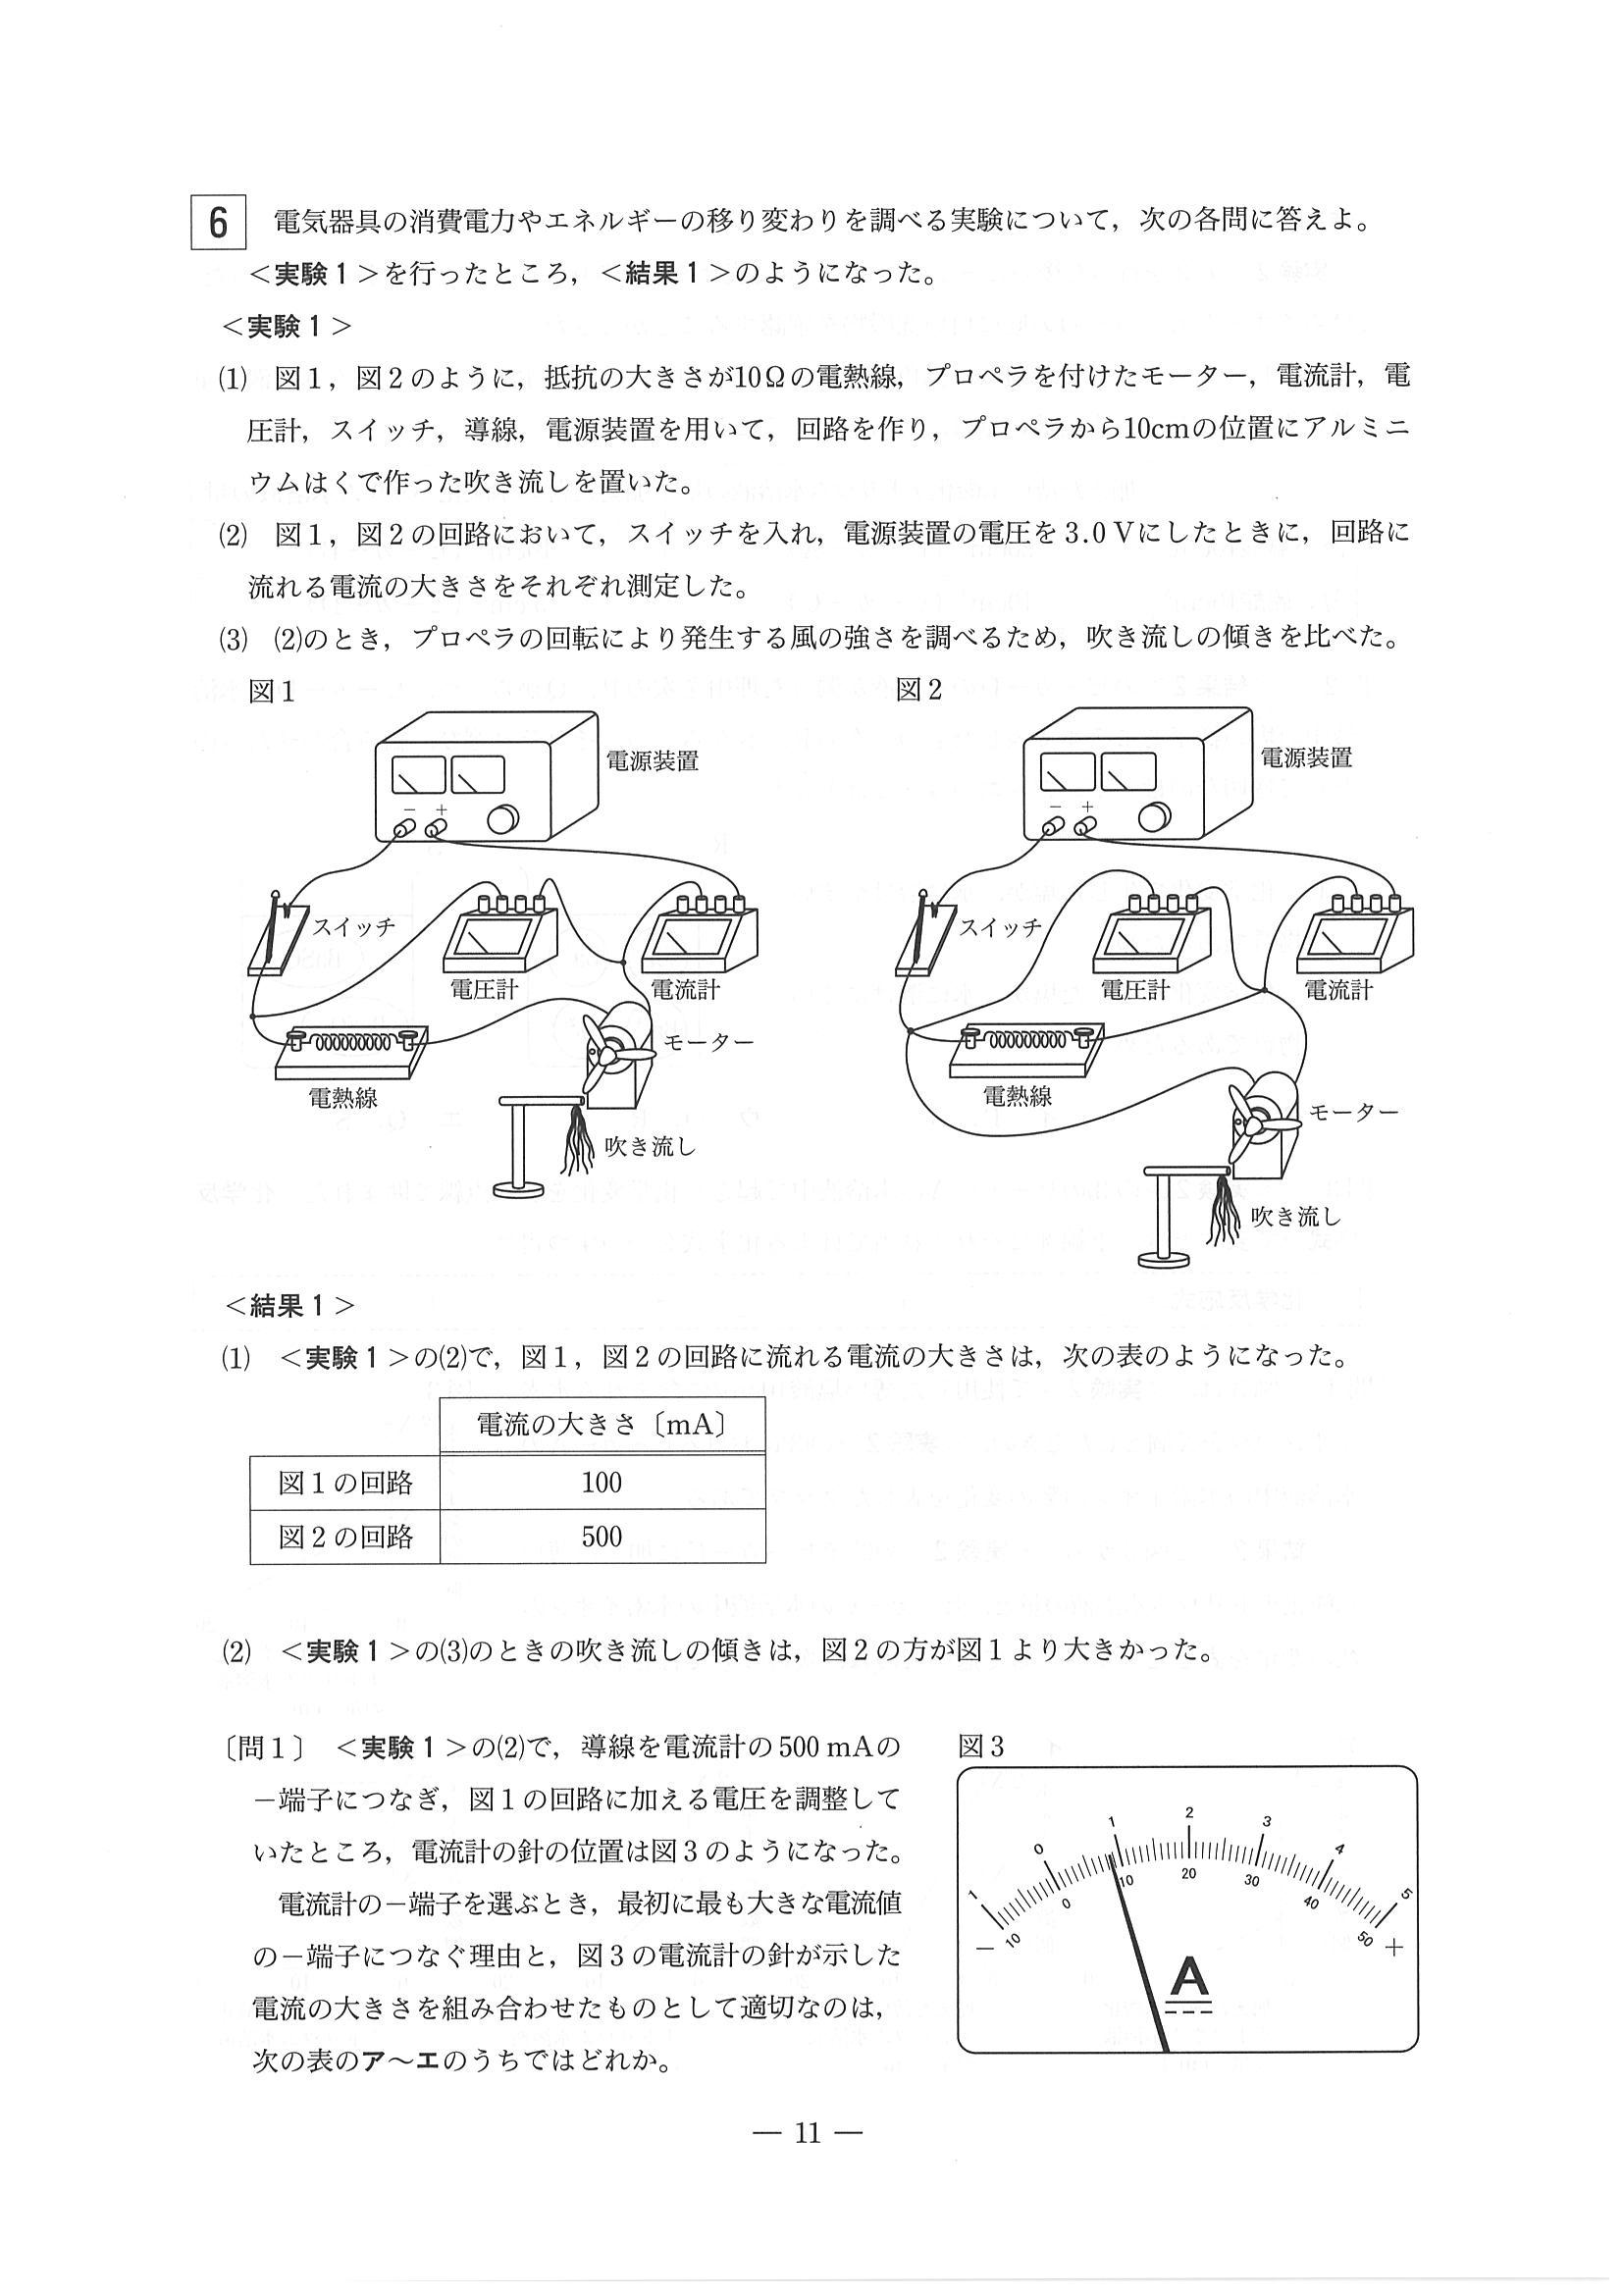 6 電気器具の消費電力やエネルギーの移り変わりを調べる実験について，次の各問に答えよ。
＜実験1＞を行ったところ，＜結果1＞のようになった。
＜実験1＞
(1) 図1，図2のように，抵抗の大きさが10Ωの電熱線，プロペラを付けたモーター，電流計，電
圧計，スイッチ，導線，電源装置を用いて，回路を作り，プロペラから10cmの位置にアルミニ
ウムはくで作った吹き流しを置いた。
(2) 図1，図2の回路において，スイッチを入れ，電源装置の電圧を3.0Vにしたときに，回路に
流れる電流の大きさをそれぞれ測定した。
(3) (2)のとき，プロペラの回転により発生する風の強さを調べるため，吹き流しの傾きを比べた。
図1
電源装置
− +
スイッチ
電圧計
電流計
モーター
電熱線
吹き流し
図2
電源装置
− +
スイッチ
電圧計
電流計
電熱線
モーター
吹き流し
＜結果1＞
(1) ＜実験1＞の(2)で，図1，図2の回路に流れる電流の大きさは，次の表のようになった。
電流の大きさ〔mA〕
図1の回路 100
図2の回路 500
(2) ＜実験1＞の(3)のときの吹き流しの傾きは，図2の方が図1より大きかった。
〔問1〕 ＜実験1＞の(2)で，導線を電流計の500 mAの
－端子につなぎ，図1の回路に加える電圧を調整して
いたところ，電流計の針の位置は図3のようになった。
電流計の－端子を選ぶとき，最初に最も大きな電流値
の－端子につなぐ理由と，図3の電流計の針が示した
電流の大きさを組み合わせたものとして適切なのは，
次の表のア～エのうちではどれか。
図3
1 0 1 2 3 4 5
10 0 10 20 30 40 50
− +
A
― 11 ―